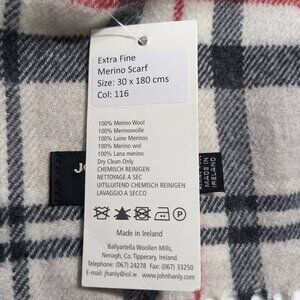 Extra Fine
Merino Scarf
Size: 30 x 180 cms
Col: 116
100% Merino Wool
100% Merinowolle
100% Laine Merinos
100% Merino wol
100% Lana merino
Dry Clean Only
CHEMISCH REINIGEN
NETTOYAGE A SEC
UITSLUITEND CHEMISCH REINIGEN
LAVAGGIO A SECCO
Made in Ireland
Ballyartella Woollen Mills,
Nenagh, Co. Tipperary, Ireland.
Telephone: (067) 24278 Fax: (067) 33250
E-mail: jhanly@iol.ie www.johnhanly.com
MADE IN
IRELAND